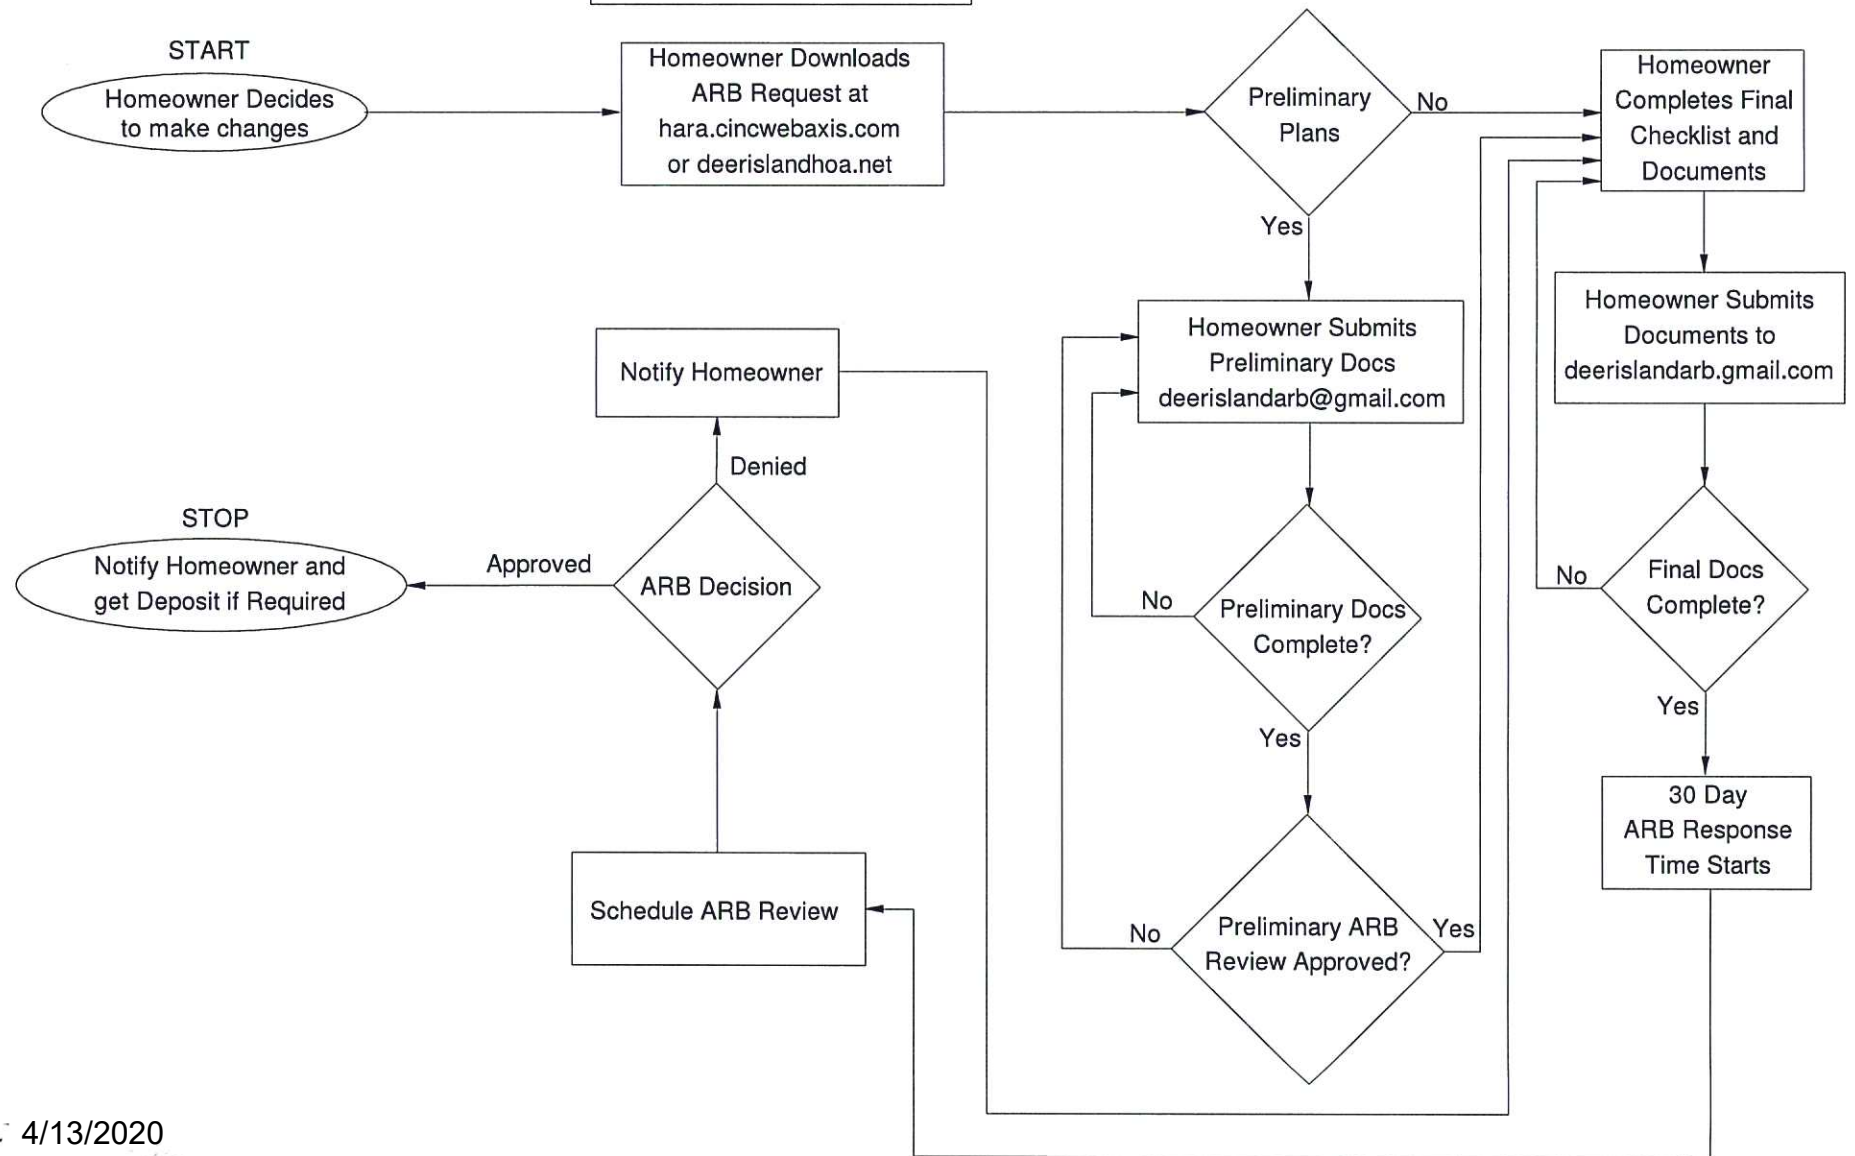 START
Homeowner Decides
to make changes
Homeowner Downloads
ARB Request at
hara.cincwebaxis.com
or deerislandhoa.net
Preliminary
Plans
No
Yes
Homeowner
Completes Final
Checklist and
Documents
Homeowner Submits
Documents to
deerislandarb.gmail.com
Homeowner Submits
Preliminary Docs
deerislandarb@gmail.com
Notify Homeowner
Denied
STOP
Notify Homeowner and
get Deposit if Required
Approved
ARB Decision
No
Preliminary Docs
Complete?
Yes
No
Final Docs
Complete?
Yes
30 Day
ARB Response
Time Starts
Schedule ARB Review
No
Preliminary ARB
Review Approved?
Yes
4/13/2020